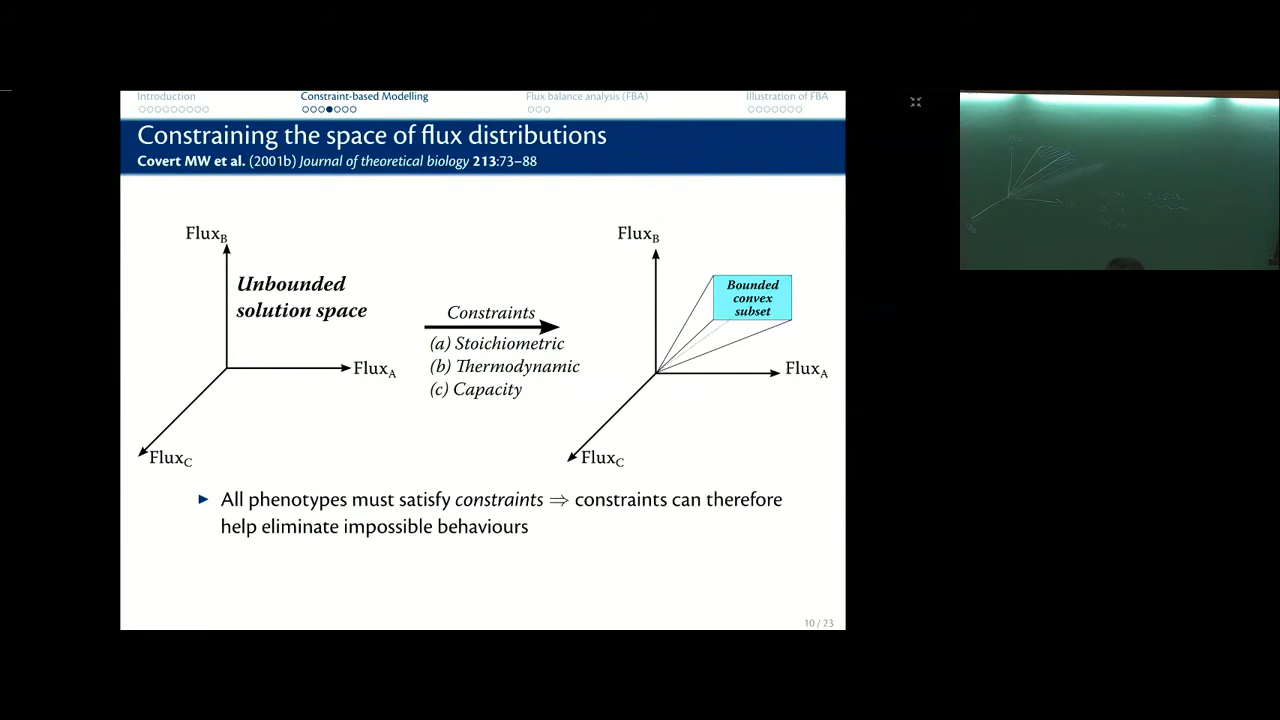 Introduction Constraint-based Modelling Flux balance analysis (FBA) Illustration of FBA
Constraining the space of flux distributions
Covert MW et al. (2001b) Journal of theoretical biology 213:73–88
Flux_B
Unbounded
solution space
Flux_A
Flux_C
Constraints
(a) Stoichiometric
(b) Thermodynamic
(c) Capacity
Flux_B
Bounded
convex
subset
Flux_A
Flux_C
► All phenotypes must satisfy constraints ⇒ constraints can therefore
help eliminate impossible behaviours
10 / 23